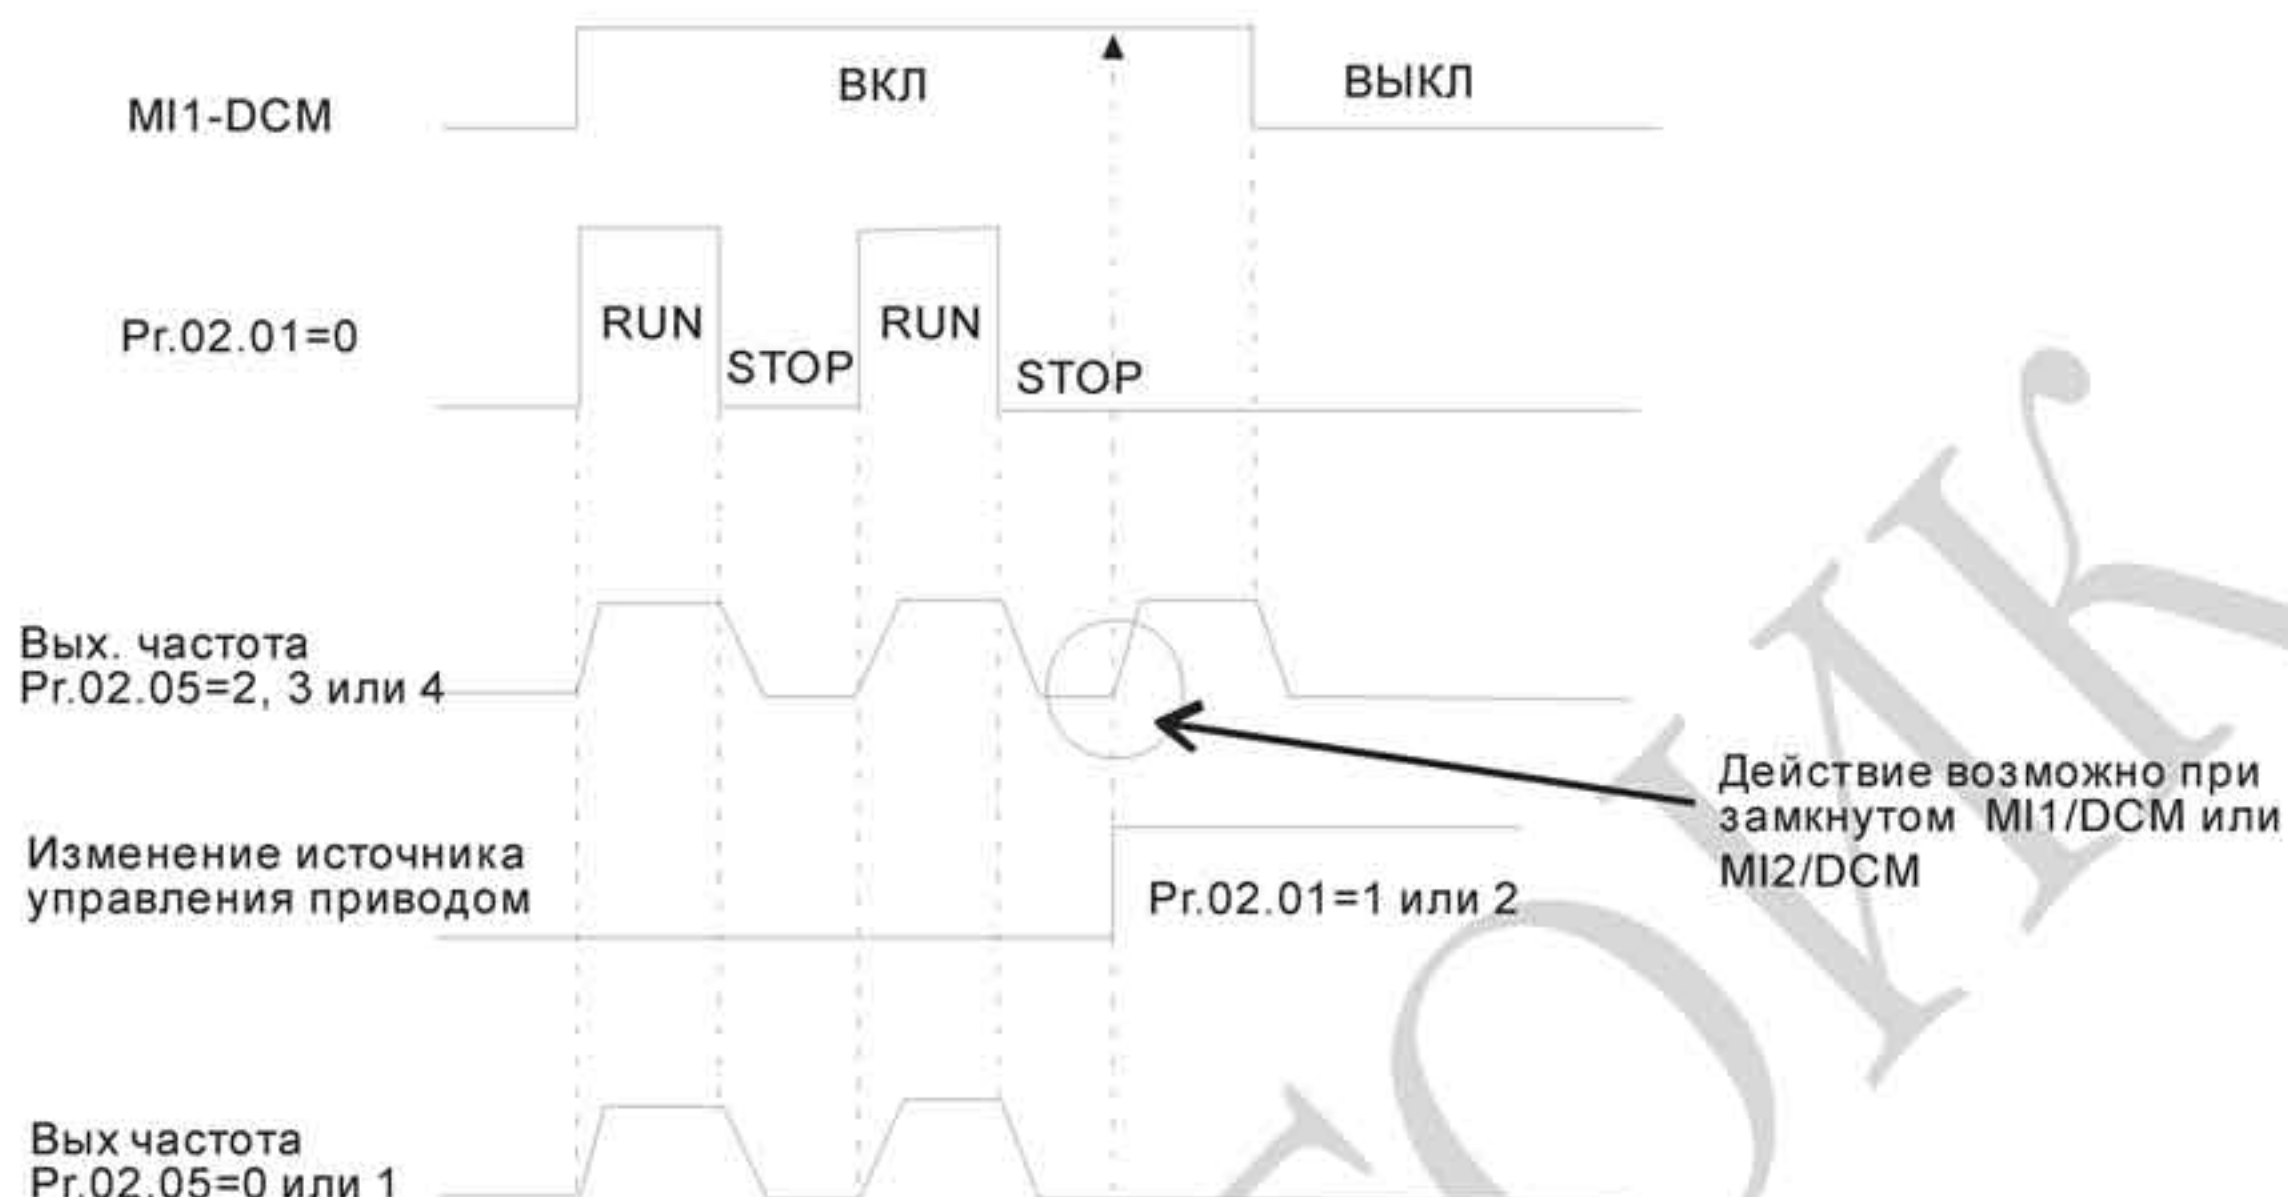 MI1-DCM
ВКЛ
ВЫКЛ
Pr.02.01=0
RUN
STOP
RUN
STOP
Вых. частота
Pr.02.05=2, 3 или 4
Действие возможно при
замкнутом MI1/DCM или
MI2/DCM
Изменение источника
управления приводом
Pr.02.01=1 или 2
Вых частота
Pr.02.05=0 или 1